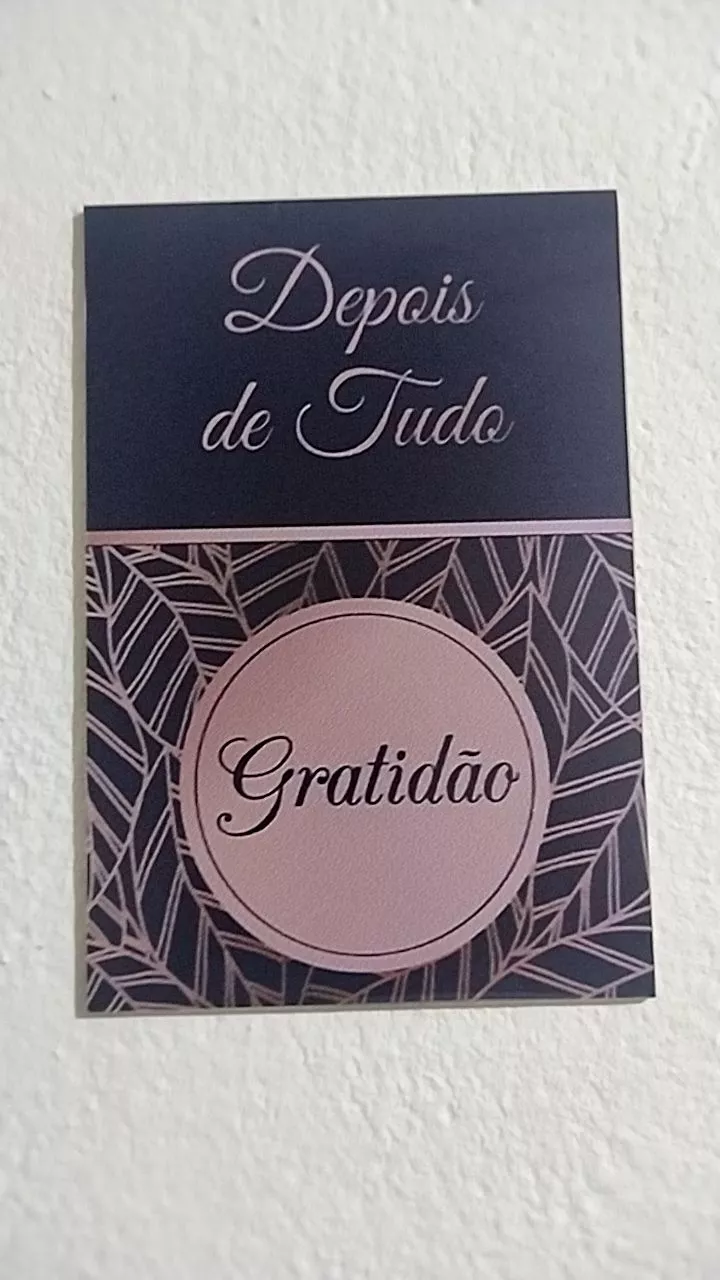 Depois
de Tudo
Gratidão